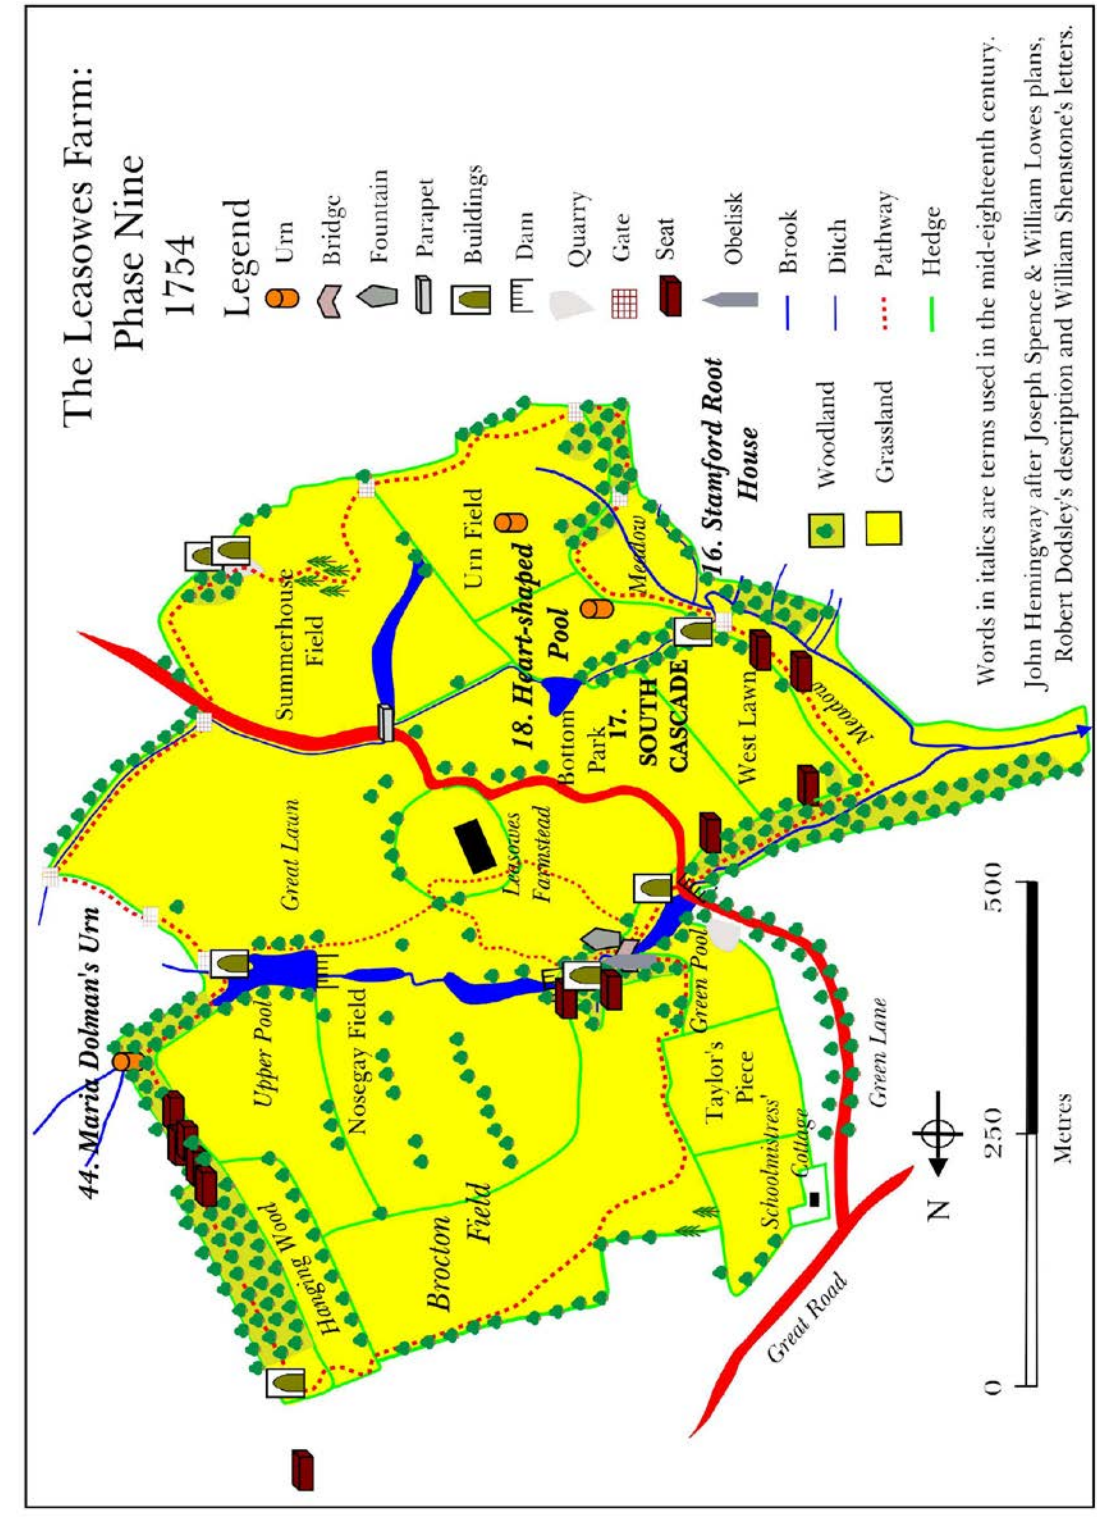 The Leasowes Farm:
Phase Nine
1754
Legend
Urn
Bridge
Fountain
Parapet
Buildings
Dam
Quarry
Gate
Seat
Obelisk
Brook
Ditch
Pathway
Hedge
Woodland
Grassland
44. Maria Dolman's Urn
Upper Pool
Nosegay Field
Hanging Wood
Brocton
Field
Great Lawn
Summerhouse
Field
Urn Field
18. Heart-shaped
Pool
Bottom
Park
17.
SOUTH
CASCADE
16. Stamford Root
House
Meadow
West Lawn
Meadow
Leasowes
Farmstead
Green Pool
Taylor's
Piece
Schoolmistress'
Cottage
Green Lane
Great Road
N
0
250
500
Metres
Words in italics are terms used in the mid-eighteenth century.
John Hemingway after Joseph Spence & William Lowes plans,
Robert Dodsley's description and William Shenstone's letters.